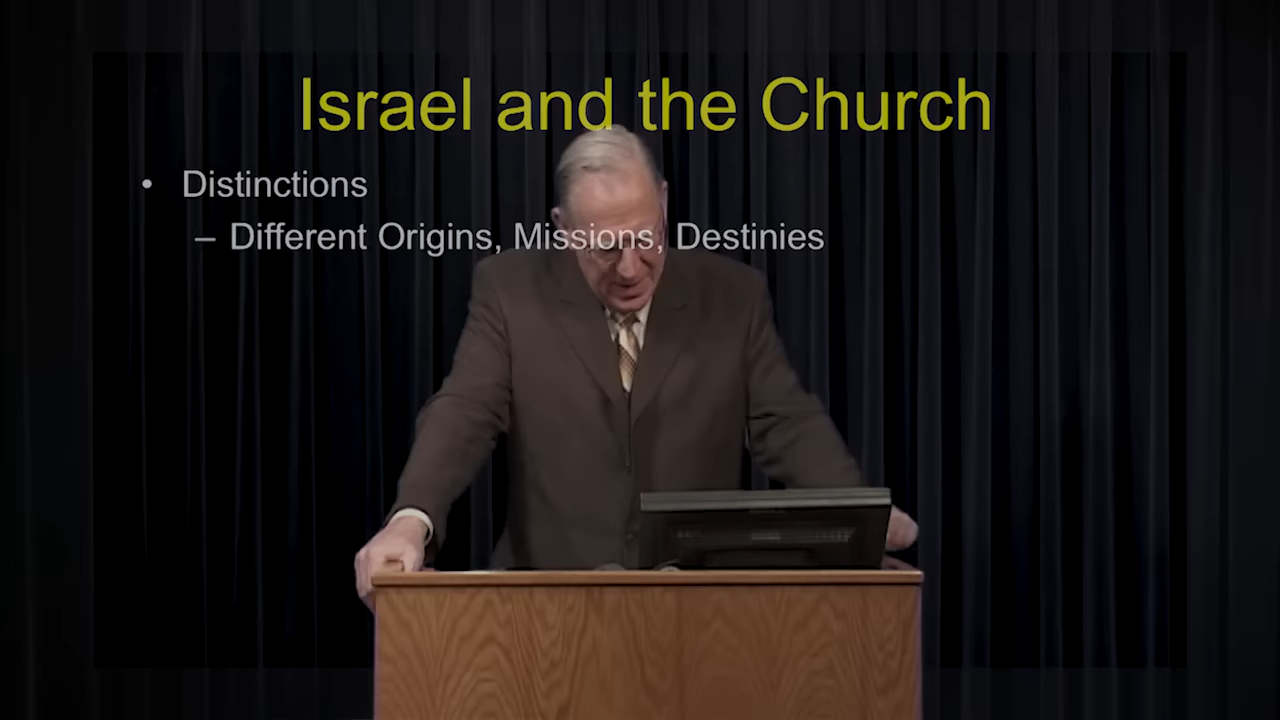 Israel and the Church
• Distinctions
– Different Origins, Missions, Destinies